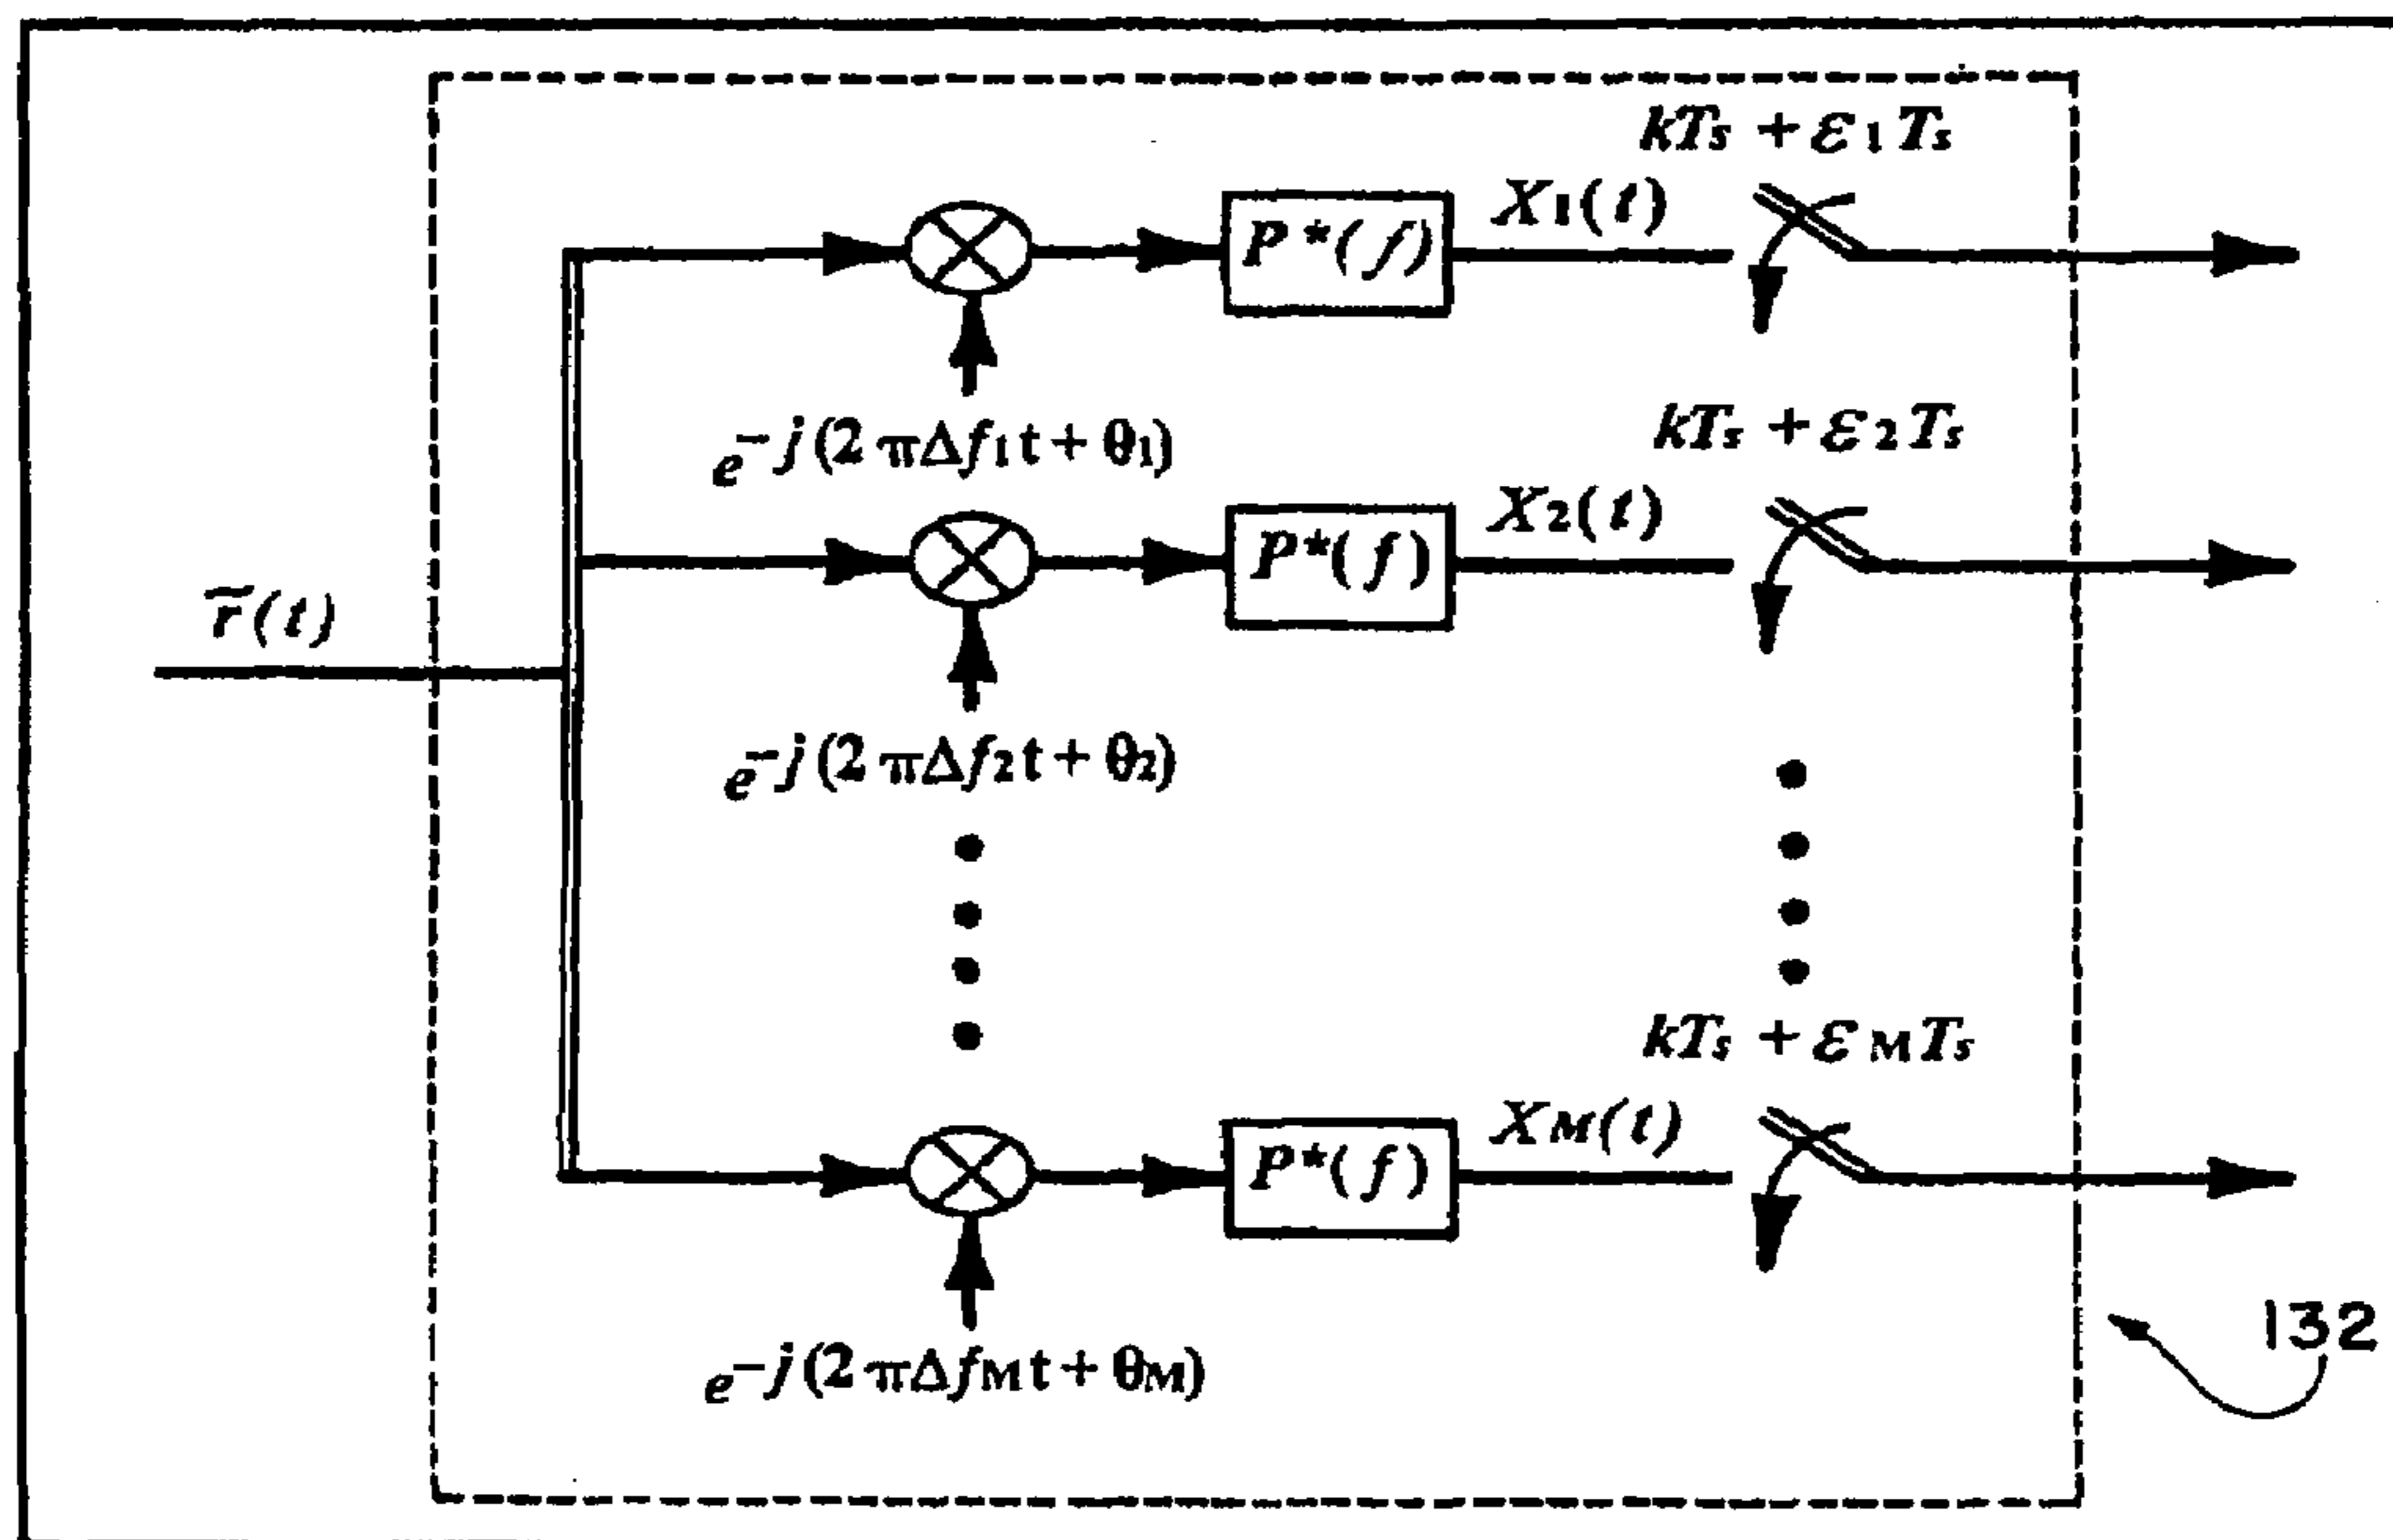 kTs + ε1Ts
X1(t)
P*(f)
e-j(2πΔf1t + θ1)
kTs + ε2Ts
X2(t)
P*(f)
r̃(t)
e-j(2πΔf2t + θ2)
kTs + εMTs
XM(t)
P*(f)
132
e-j(2πΔfMt + θM)